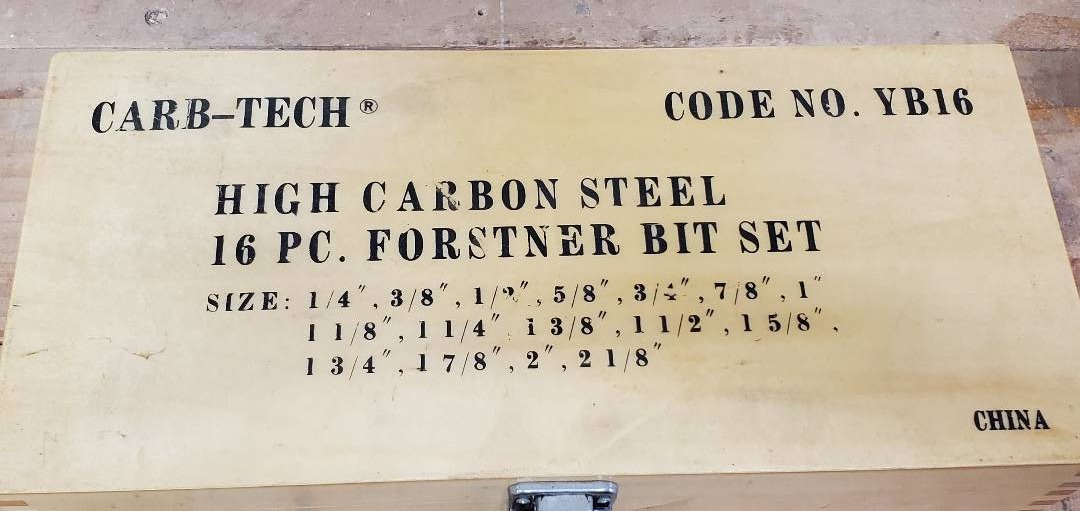 CARB-TECH® CODE NO. YB16
HIGH CARBON STEEL
16 PC. FORSTNER BIT SET
SIZE: 1/4", 3/8", 1/2", 5/8", 3/4", 7/8", 1"
1 1/8", 1 1/4" 1 3/8", 1 1/2", 1 5/8",
1 3/4", 1 7/8", 2", 2 1/8"
CHINA